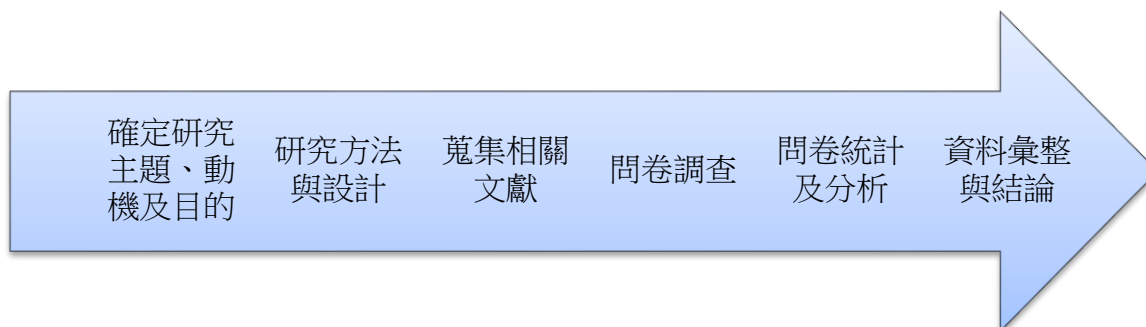 確定研究
主題、動
機及目的
研究方法
與設計
蒐集相關
文獻
問卷調查
問卷統計
及分析
資料彙整
與結論